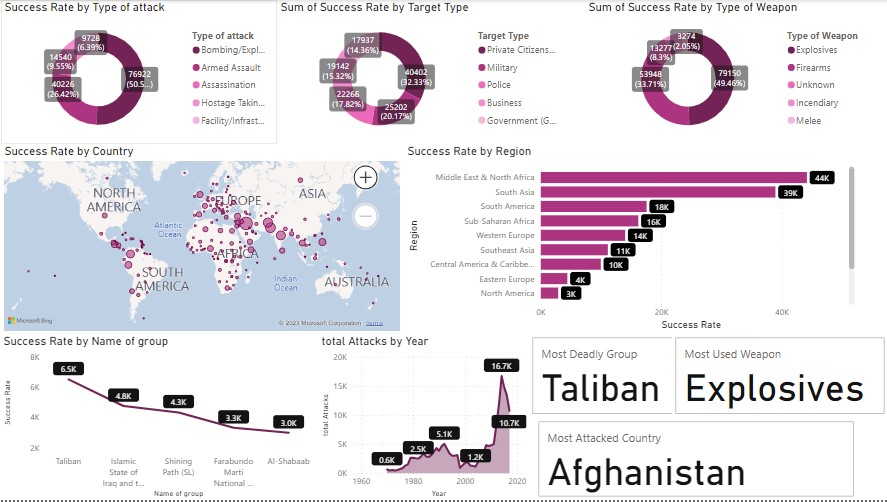 Success Rate by Type of attack
9728
(6.39%)
14540
(9.55%)
40226
(26.42%)
76922
(50.5...)
Type of attack
Bombing/Expl...
Armed Assault
Assassination
Hostage Takin...
Facility/Infrast...
Sum of Success Rate by Target Type
17937
(14.36%)
19142
(15.32%)
22266
(17.82%)
25202
(20.17%)
40402
(32.33%)
Target Type
Private Citizens...
Military
Police
Business
Government (G...
Sum of Success Rate by Type of Weapon
3274
(2.05%)
13277
(8.3%)
53948
(33.71%)
79150
(49.46%)
Type of Weapon
Explosives
Firearms
Unknown
Incendiary
Melee
Success Rate by Country
NORTH
AMERICA
EUROPE
ASIA
Atlantic
Ocean
AFRICA
SOUTH
AMERICA
Indian
Ocean
AUSTRALIA
Microsoft Bing
© 2023 Microsoft Corporation Terms
Success Rate by Region
Region
Middle East & North Africa 44K
South Asia 39K
South America 18K
Sub-Saharan Africa 16K
Western Europe 14K
Southeast Asia 11K
Central America & Caribbe... 10K
Eastern Europe 4K
North America 3K
0K 20K 40K
Success Rate
Success Rate by Name of group
Success Rate
8K
6K
4K
2K
6.5K
4.8K
4.3K
3.3K
3.0K
Taliban
Islamic
State of
Iraq and t...
Shining
Path (SL)
Farabundo
Marti
National ...
Al-Shabaab
Name of group
total Attacks by Year
total Attacks
20K
15K
10K
5K
0K
0.6K
2.5K
5.1K
1.2K
16.7K
10.7K
1960 1980 2000 2020
Year
Most Deadly Group
Taliban
Most Used Weapon
Explosives
Most Attacked Country
Afghanistan